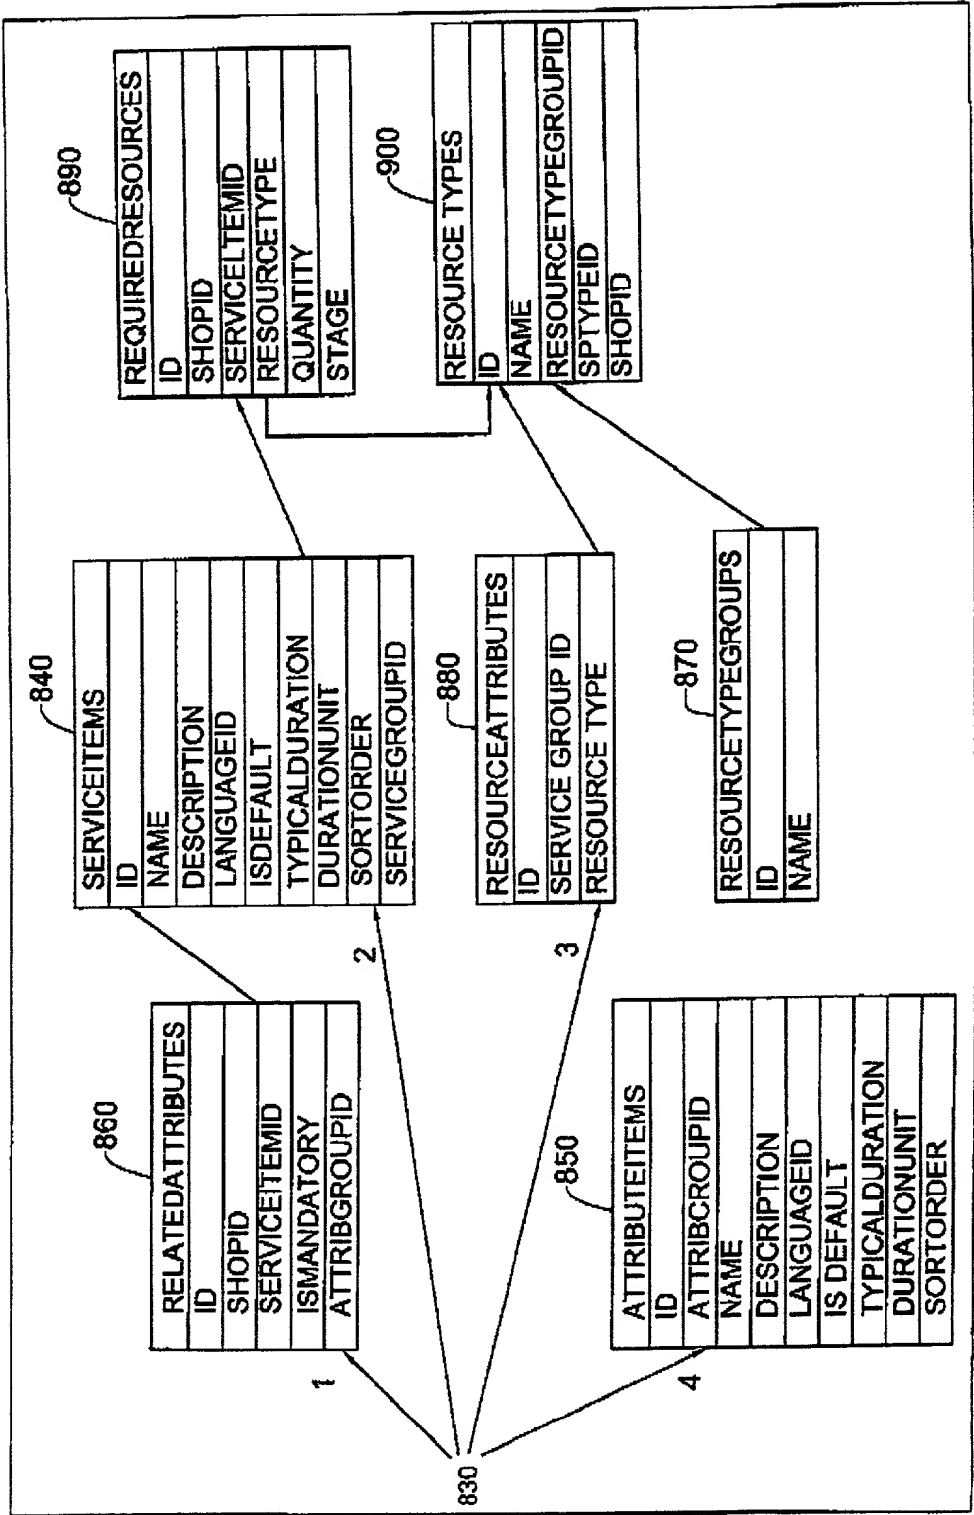 830
1
2
3
4
860
RELATEDATTRIBUTES
ID
SHOPID
SERVICEITEMID
ISMANDATORY
ATTRIBGROUPID
850
ATTRIBUTEITEMS
ID
ATTRIBCROUPID
NAME
DESCRIPTION
LANGUAGEID
IS DEFAULT
TYPICALDURATION
DURATIONUNIT
SORTORDER
840
SERVICEITEMS
ID
NAME
DESCRIPTION
LANGUAGEID
ISDEFAULT
TYPICALDURATION
DURATIONUNIT
SORTORDER
SERVICEGROUPID
880
RESOURCEATTRIBUTES
ID
SERVICE GROUP ID
RESOURCE TYPE
870
RESOURCETYPEGROUPS
ID
NAME
890
REQUIREDRESOURCES
ID
SHOPID
SERVICELTEMID
RESOURCETYPE
QUANTITY
STAGE
900
RESOURCE TYPES
ID
NAME
RESOURCETYPEGROUPID
SPTYPEID
SHOPID